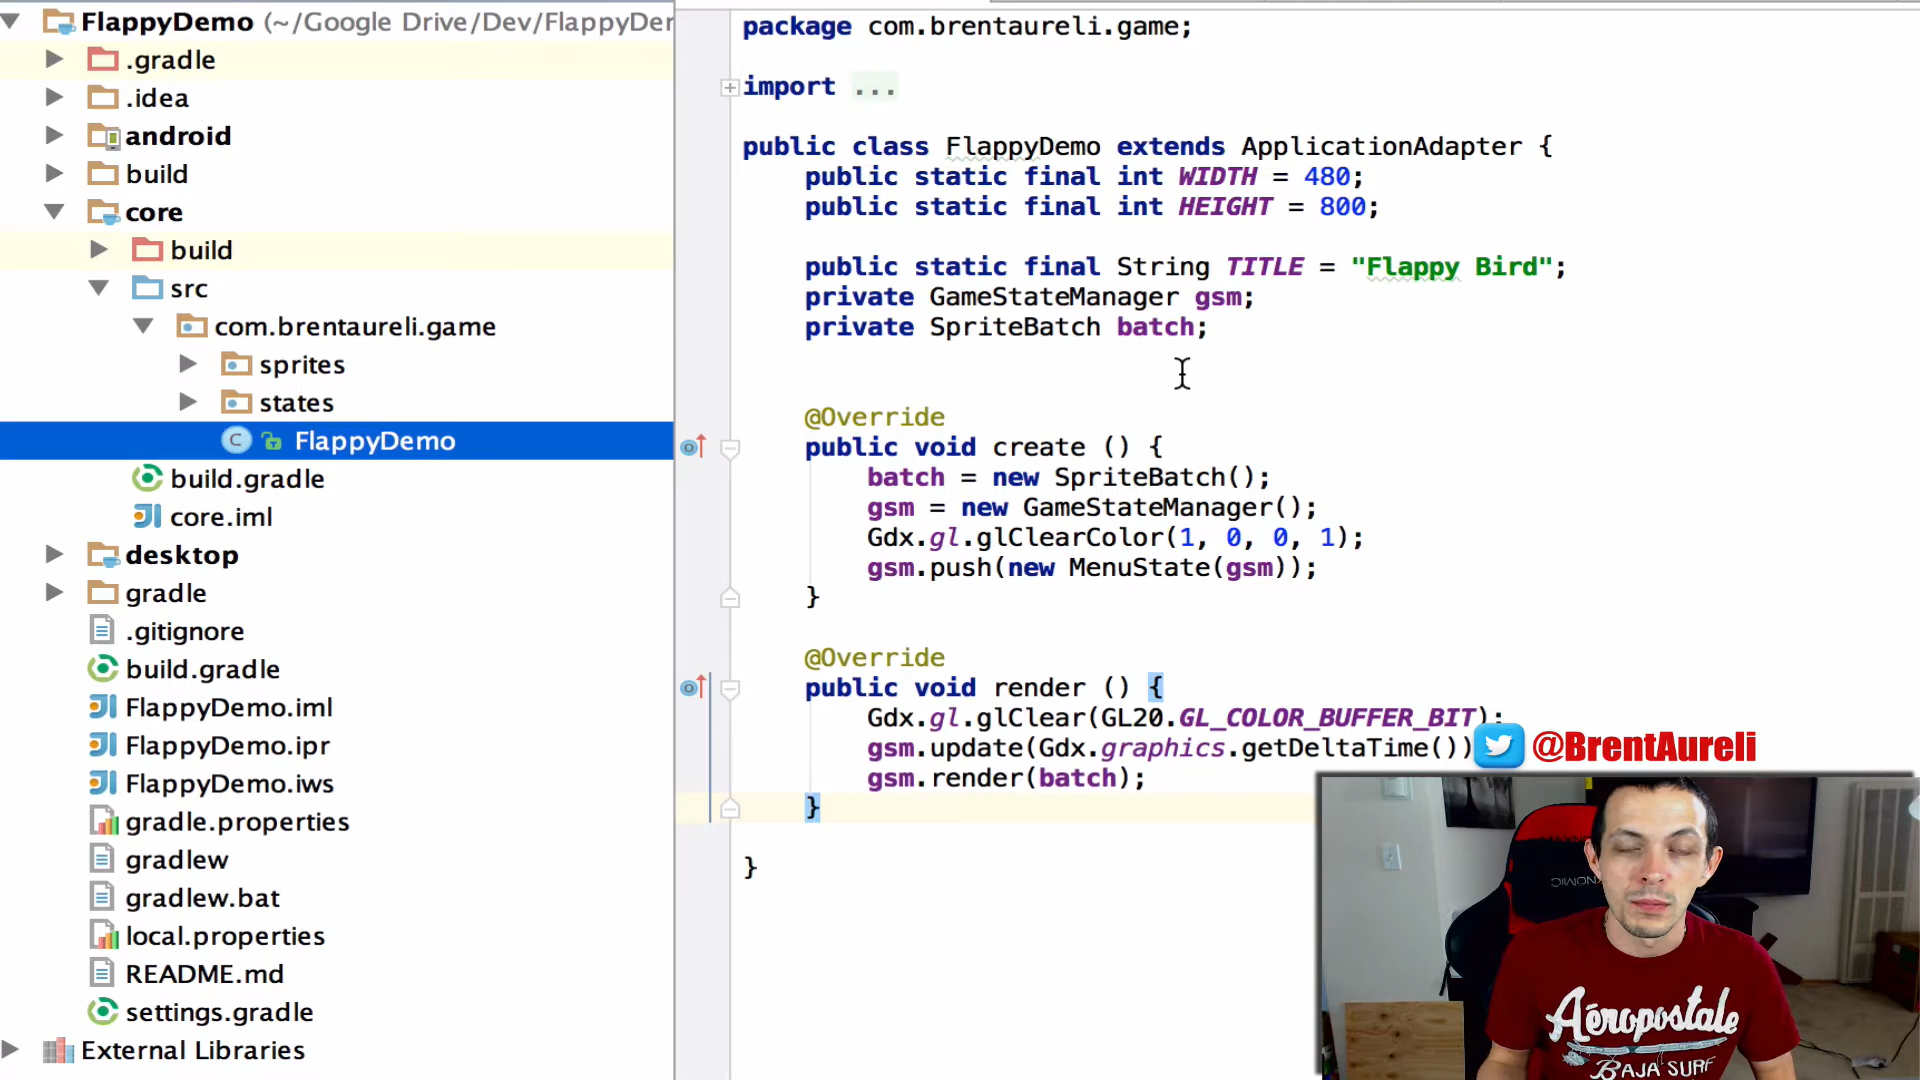 FlappyDemo (~/Google Drive/Dev/FlappyDer
.gradle
.idea
android
build
core
build
src
com.brentaureli.game
sprites
states
FlappyDemo
build.gradle
core.iml
desktop
gradle
.gitignore
build.gradle
FlappyDemo.iml
FlappyDemo.ipr
FlappyDemo.iws
gradle.properties
gradlew
gradlew.bat
local.properties
README.md
settings.gradle
External Libraries
package com.brentaureli.game;
import ...
public class FlappyDemo extends ApplicationAdapter {
public static final int WIDTH = 480;
public static final int HEIGHT = 800;
public static final String TITLE = "Flappy Bird";
private GameStateManager gsm;
private SpriteBatch batch;
@Override
public void create () {
batch = new SpriteBatch();
gsm = new GameStateManager();
Gdx.gl.glClearColor(1, 0, 0, 1);
gsm.push(new MenuState(gsm));
}
@Override
public void render () {
Gdx.gl.glClear(GL20.GL_COLOR_BUFFER_BIT);
gsm.update(Gdx.graphics.getDeltaTime())
gsm.render(batch);
}
}
@BrentAureli
Aéropostale
BAJA SURF